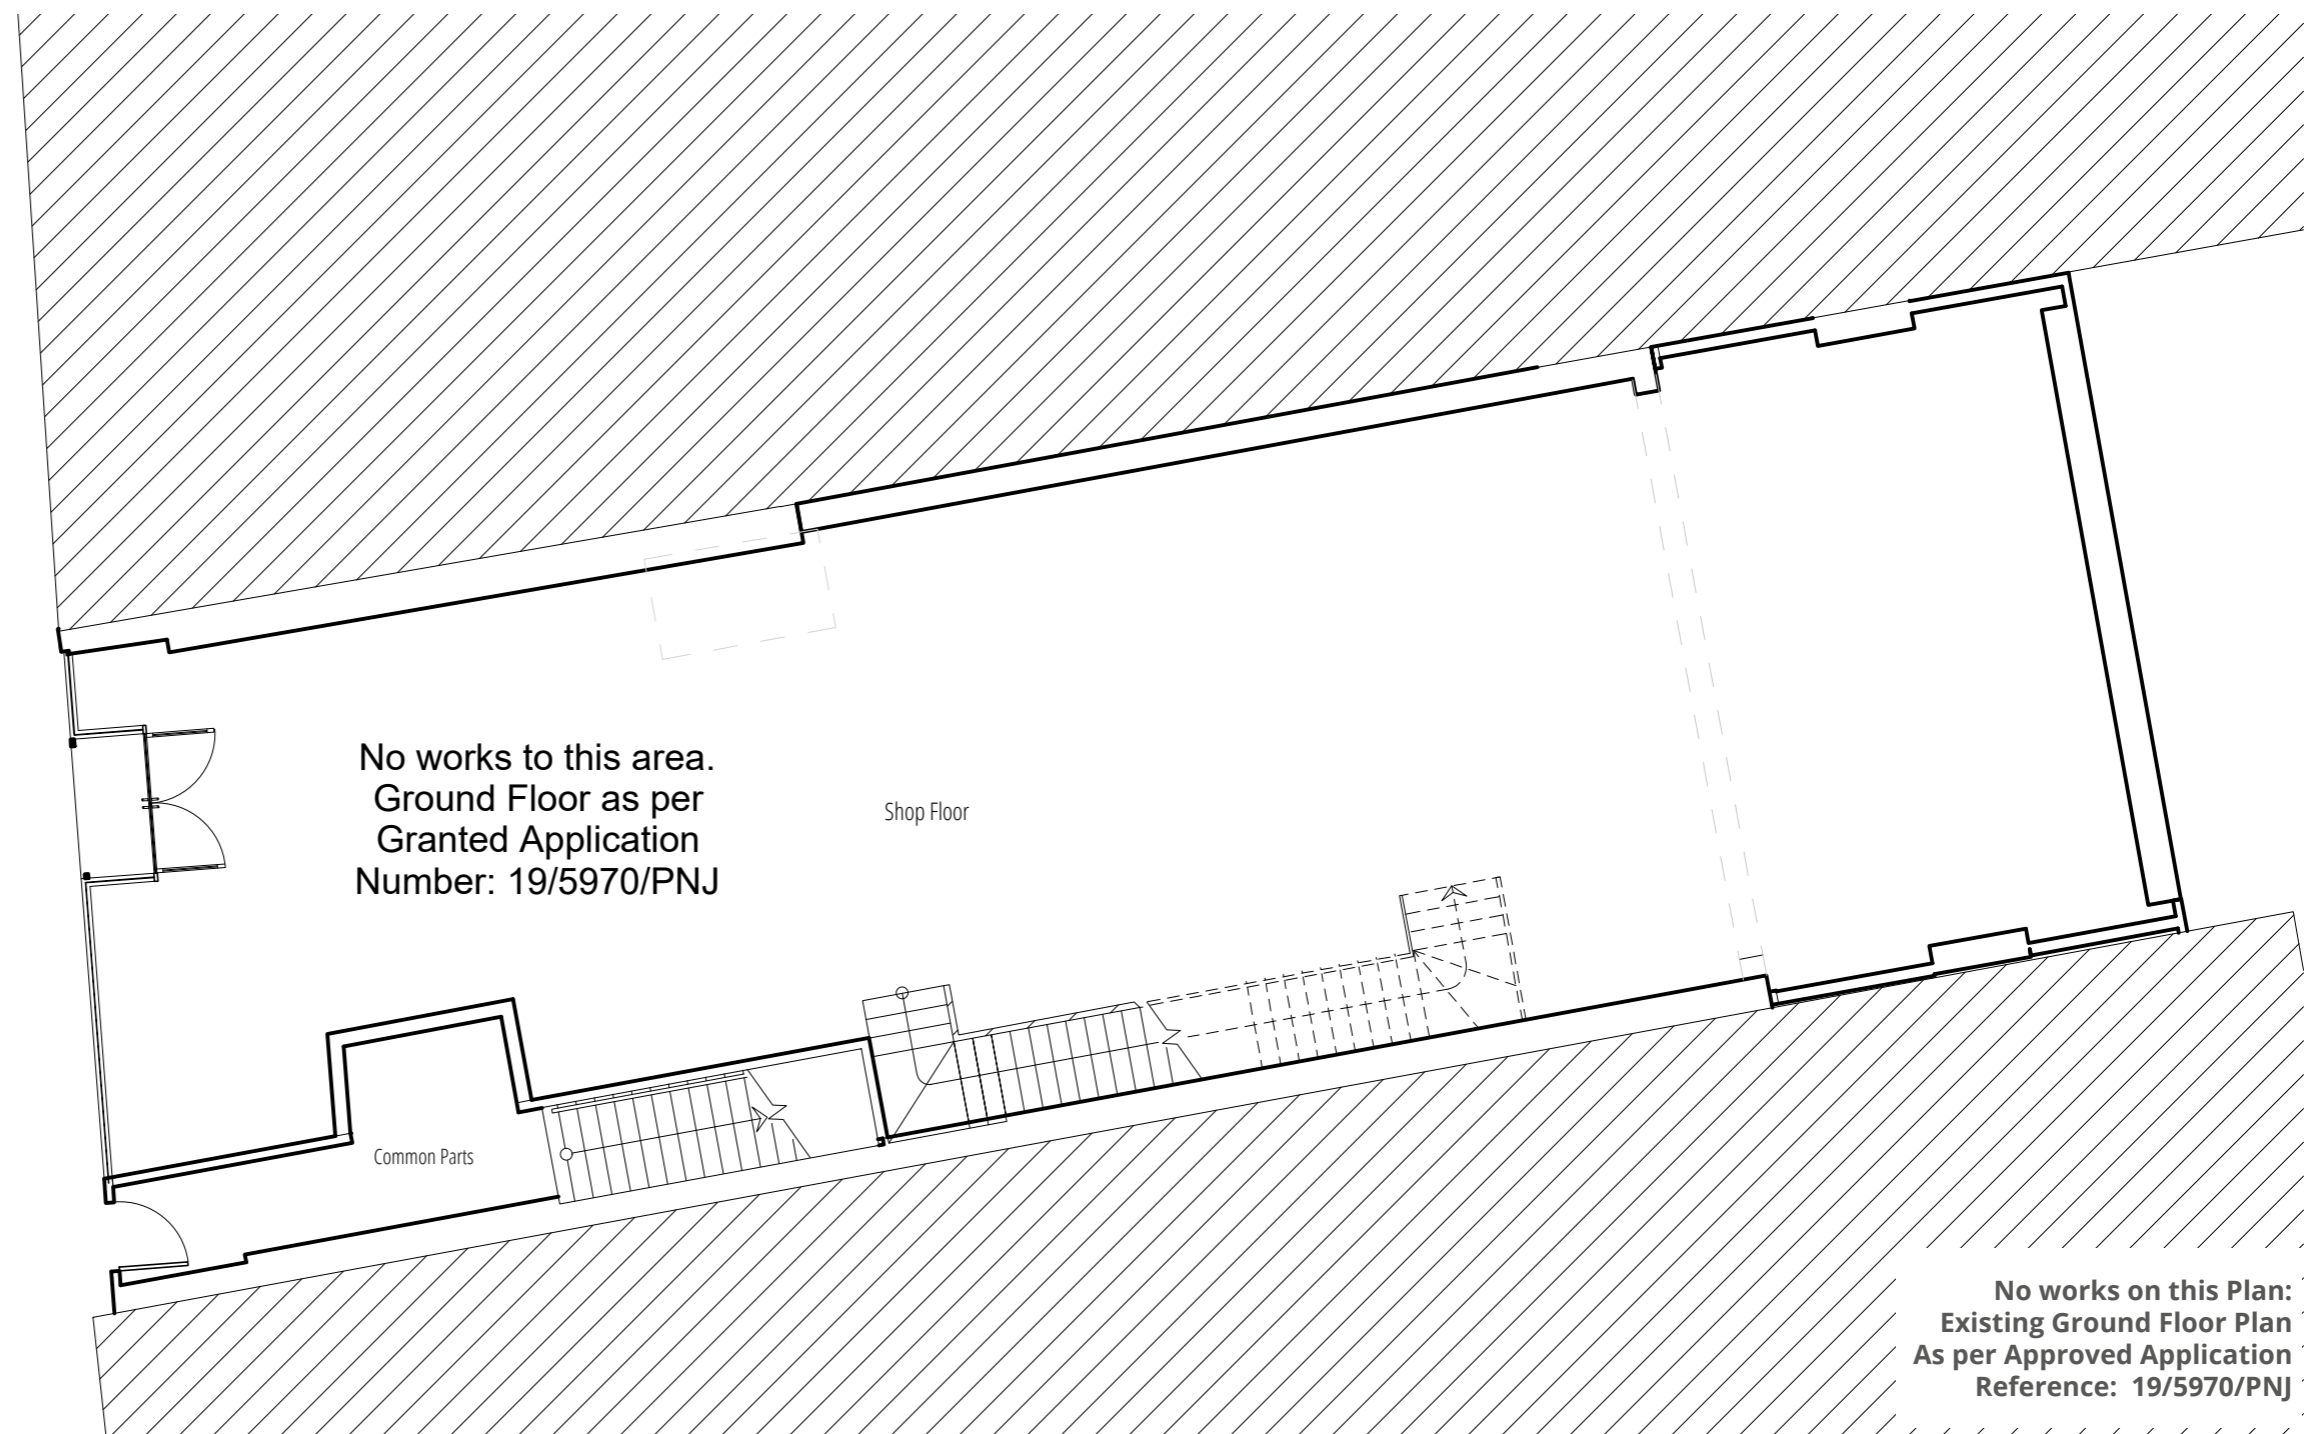 No works to this area.
Ground Floor as per
Granted Application
Number: 19/5970/PNJ
Shop Floor
Common Parts
No works on this Plan:
Existing Ground Floor Plan
As per Approved Application
Reference: 19/5970/PNJ